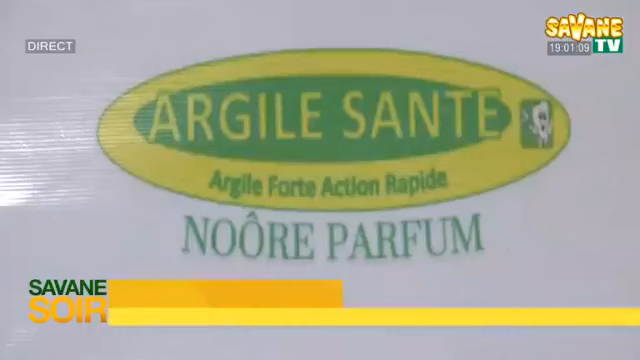 DIRECT
SAVANE
19:01:09 TV
ARGILE SANTE
Argile Forte Action Rapide
NOÔRE PARFUM
SAVANE
SOIR